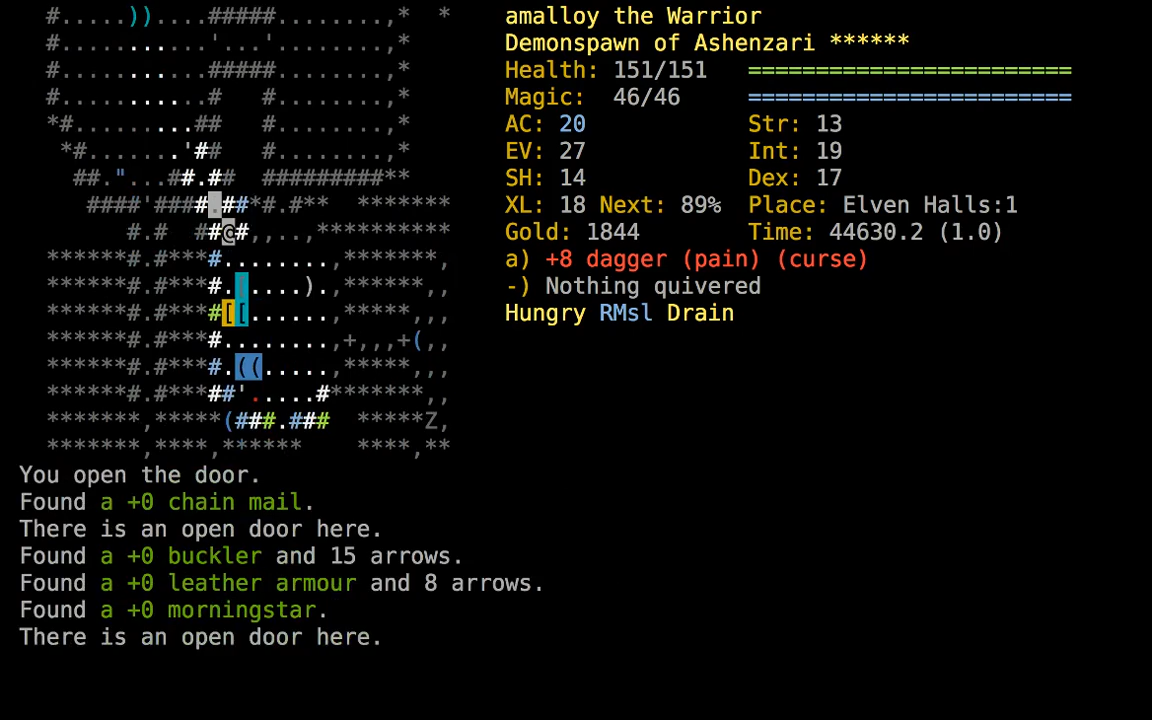 #.....))....#####........,*  *     amalloy the Warrior
#...........'...'........,*        Demonspawn of Ashenzari ******
#...........#####........,*        Health: 151/151   ========================
#...........#   #........,*        Magic:  46/46     ========================
*#..........##   #........,*       AC: 20            Str: 13
*#........'###   #........,*       EV: 27            Int: 19
##."...##.##  #########**          SH: 14            Dex: 17
####'####.###*#.#**  *******       XL: 18 Next: 89%  Place: Elven Halls:1
#.#  ##@#,,..,**********           Gold: 1844        Time: 44630.2 (1.0)
******#.#***#........,*******,     a) +8 dagger (pain) (curse)
******#.#***#.[....).,*****,,      -) Nothing quivered
******#.#***#[[......,*****,,,     Hungry RMsl Drain
******#.#***#........,+,,,+(,,
******#.#***#.((.....,*****,,,
******#.#***##'.....#*******,,
*******,*****(###.###  *****Z,
*******,****,******    ****,**
You open the door.
Found a +0 chain mail.
There is an open door here.
Found a +0 buckler and 15 arrows.
Found a +0 leather armour and 8 arrows.
Found a +0 morningstar.
There is an open door here.